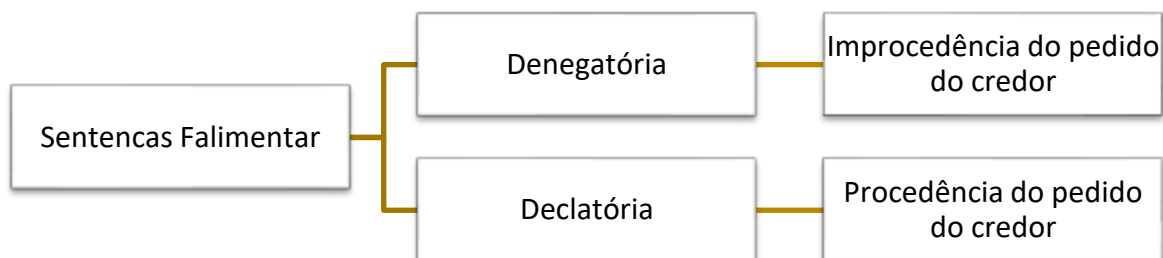 Sentencas Falimentar
Denegatória
Improcedência do pedido
do credor
Declatória
Procedência do pedido
do credor